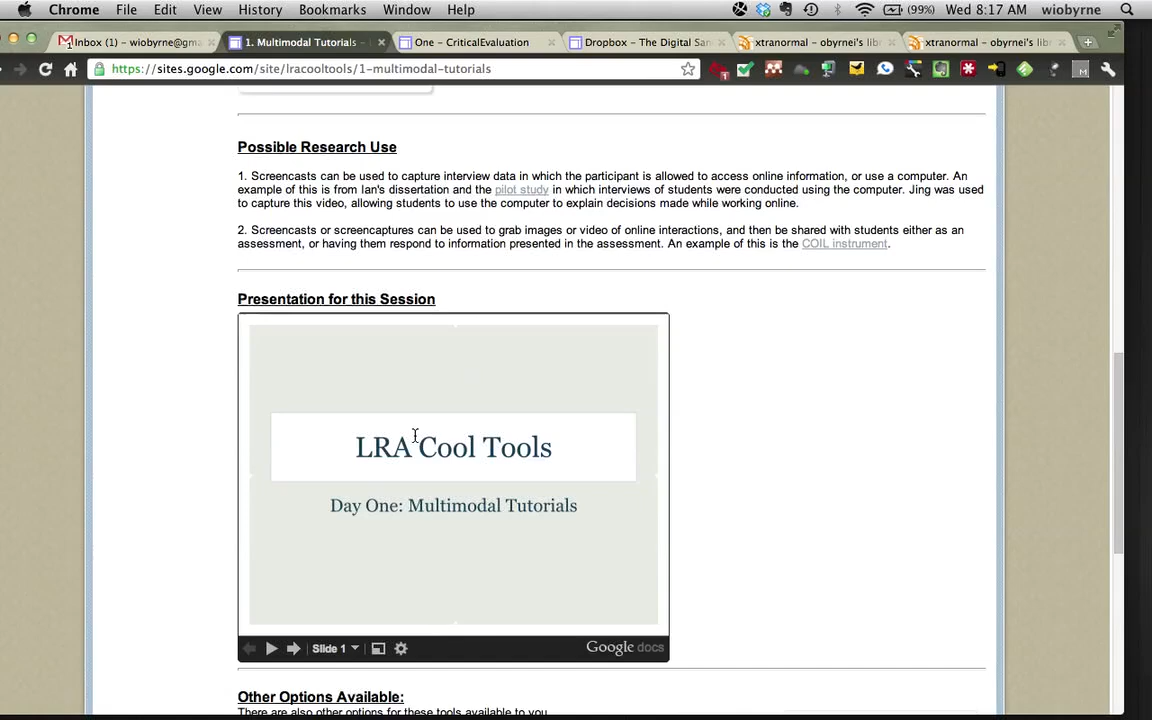 Chrome File Edit View History Bookmarks Window Help (99%) Wed 8:17 AM wiobyrne
Inbox (1) – wiobyrne@gma 1. Multimodal Tutorials – One – CriticalEvaluation Dropbox – The Digital San xtranormal – obyrnei's lib xtranormal – obyrnei's lib
https://sites.google.com/site/lracooltools/1-multimodal-tutorials
Possible Research Use
1. Screencasts can be used to capture interview data in which the participant is allowed to access online information, or use a computer. An
example of this is from Ian's dissertation and the pilot study in which interviews of students were conducted using the computer. Jing was used
to capture this video, allowing students to use the computer to explain decisions made while working online.
2. Screencasts or screencaptures can be used to grab images or video of online interactions, and then be shared with students either as an
assessment, or having them respond to information presented in the assessment. An example of this is the COIL instrument.
Presentation for this Session
LRA Cool Tools
Day One: Multimodal Tutorials
Slide 1 Google docs
Other Options Available:
There are also other options for these tools available to you